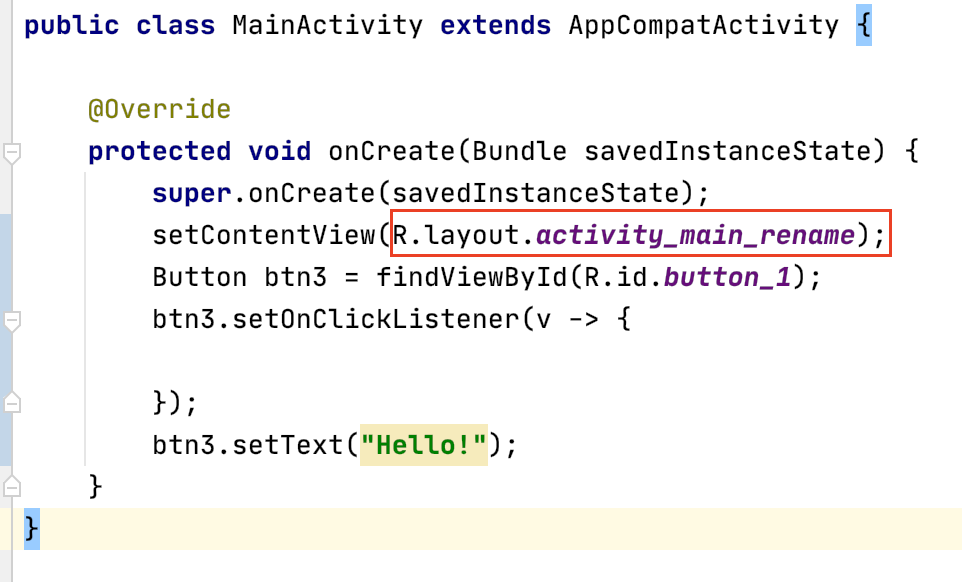 public class MainActivity extends AppCompatActivity {
@Override
protected void onCreate(Bundle savedInstanceState) {
super.onCreate(savedInstanceState);
setContentView(R.layout.activity_main_rename);
Button btn3 = findViewById(R.id.button_1);
btn3.setOnClickListener(v -> {
});
btn3.setText("Hello!");
}
}